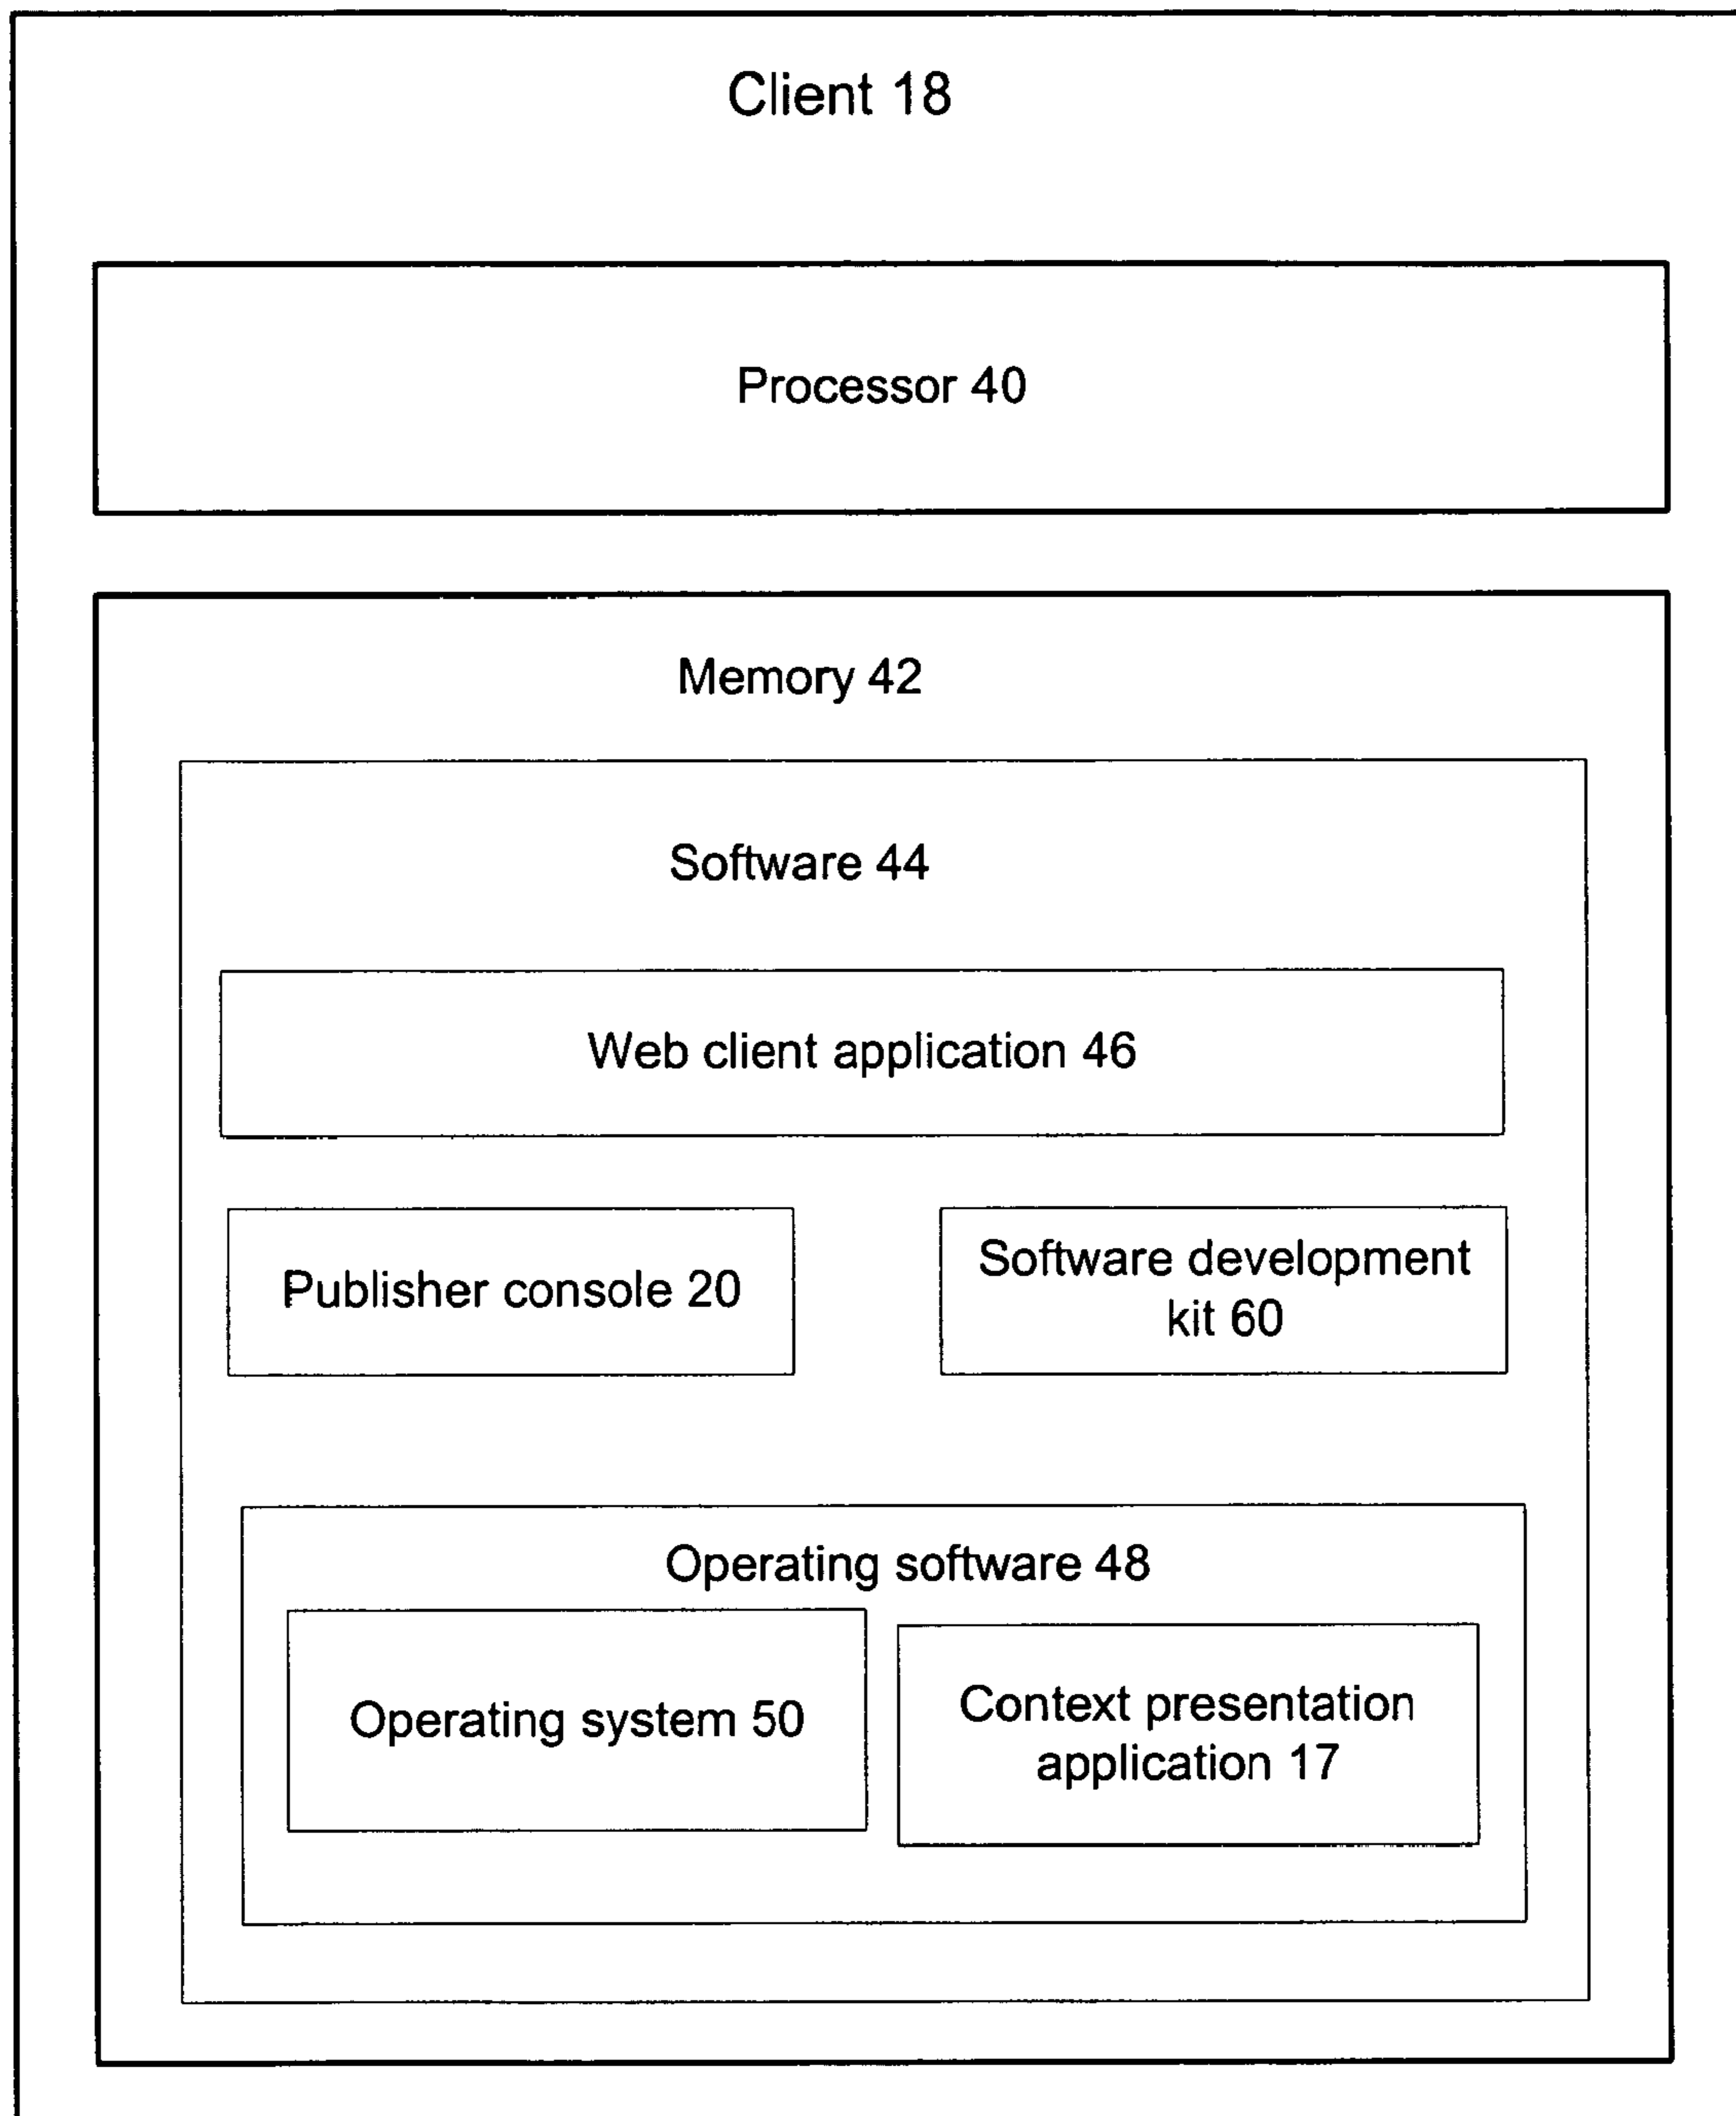 Client 18
Processor 40
Memory 42
Software 44
Web client application 46
Publisher console 20
Software development
kit 60
Operating software 48
Operating system 50
Context presentation
application 17